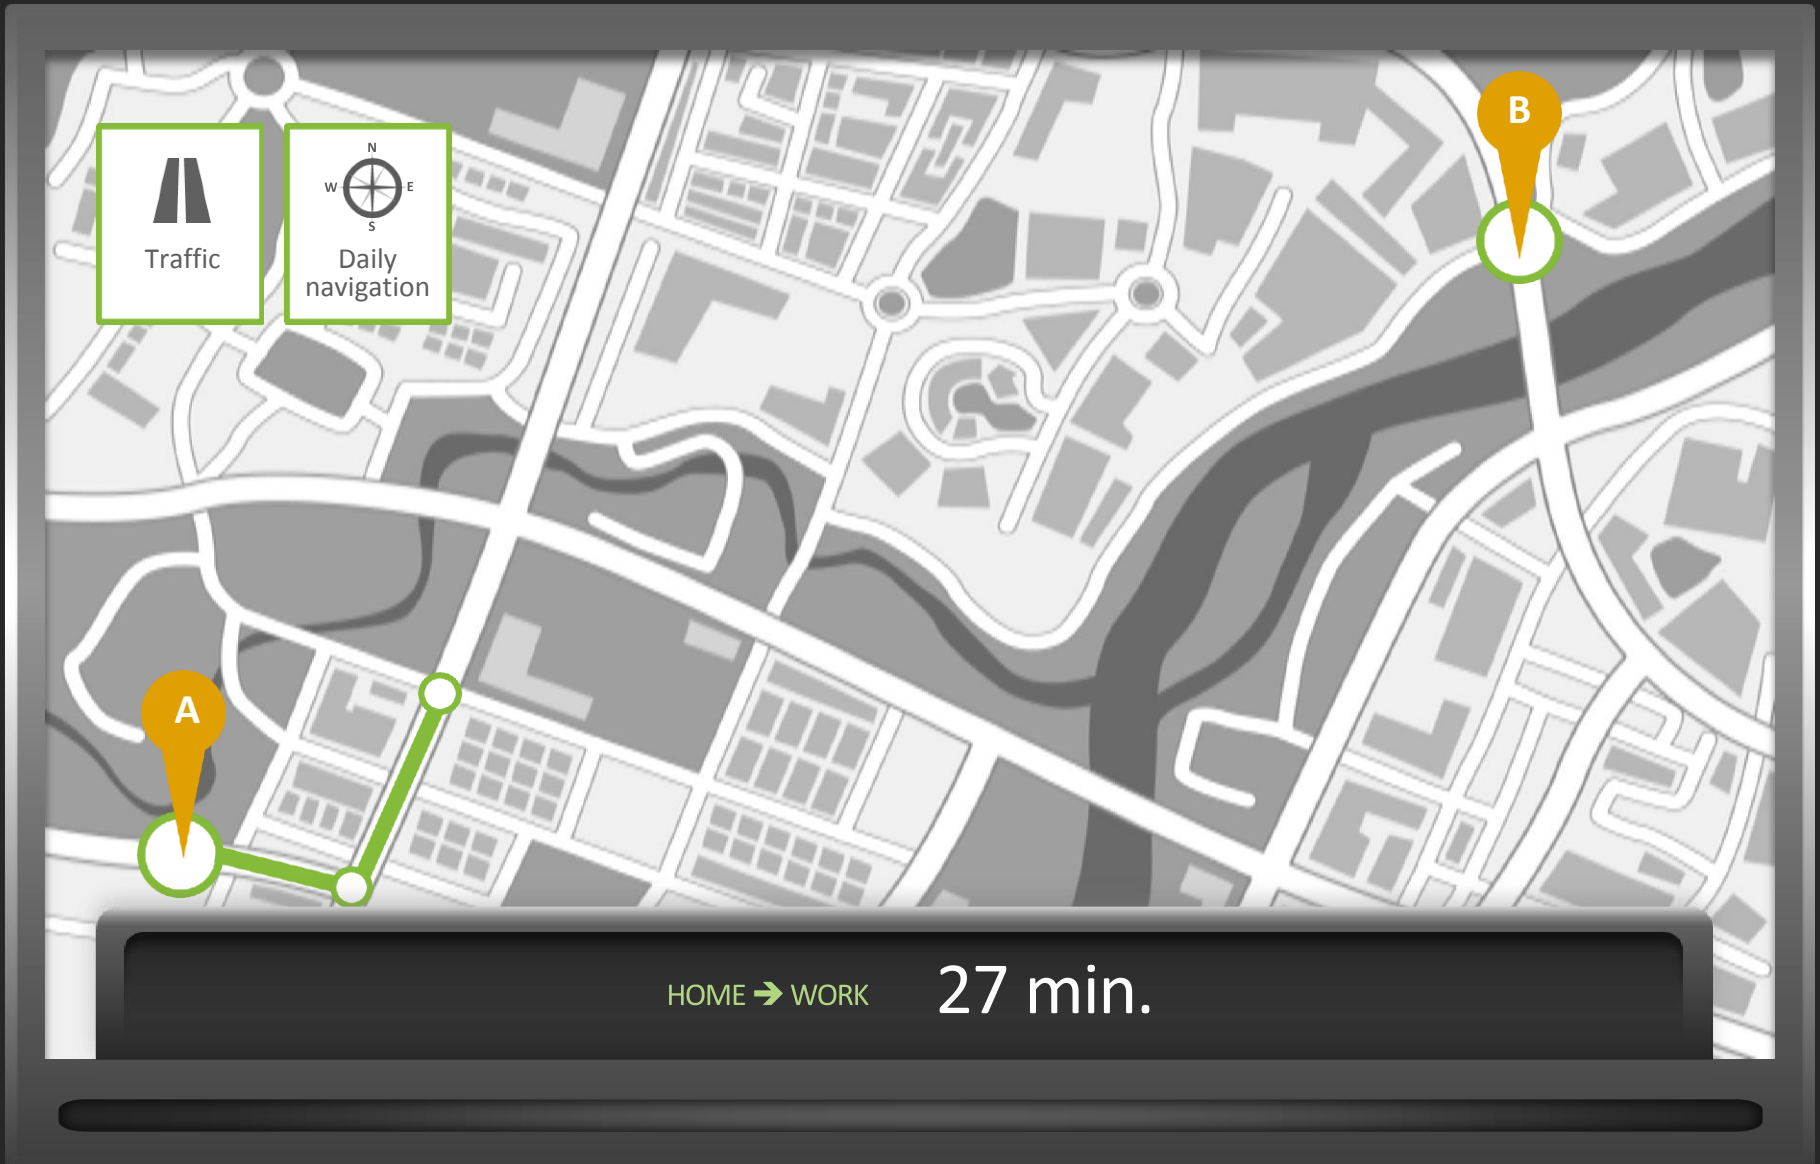 B
N
W E
S
Traffic
Daily
navigation
A
HOME ➔ WORK 27 min.